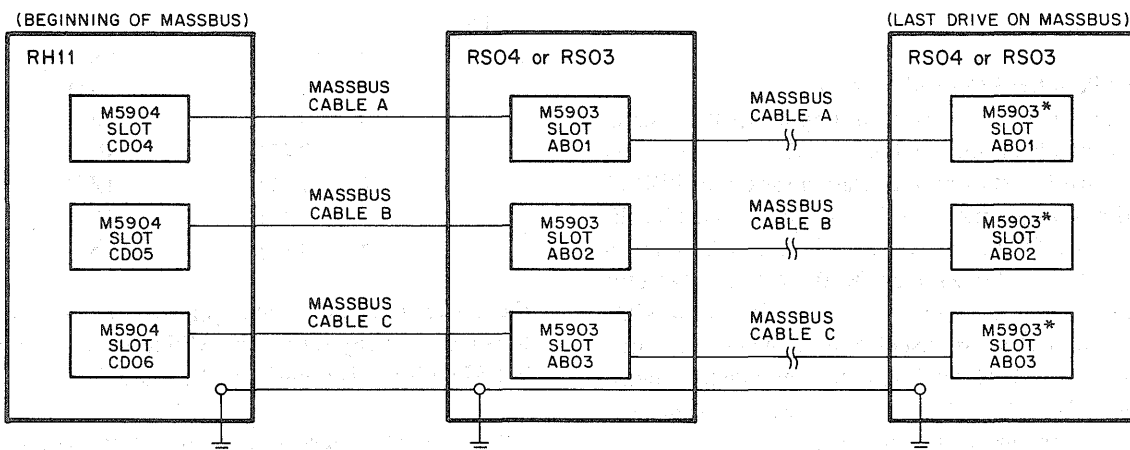 (BEGINNING OF MASSBUS)
(LAST DRIVE ON MASSBUS)
RH11
M5904
SLOT
CD04
M5904
SLOT
CD05
M5904
SLOT
CD06
MASSBUS
CABLE A
MASSBUS
CABLE B
MASSBUS
CABLE C
RS04 or RS03
M5903
SLOT
AB01
M5903
SLOT
AB02
M5903
SLOT
AB03
MASSBUS
CABLE A
MASSBUS
CABLE B
MASSBUS
CABLE C
RS04 or RS03
M5903*
SLOT
AB01
M5903*
SLOT
AB02
M5903*
SLOT
AB03